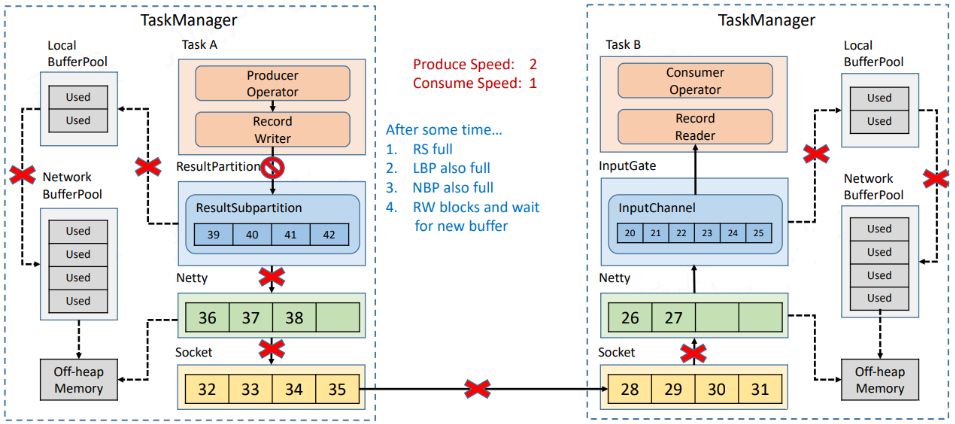 TaskManager
Local
BufferPool
Used
Used
Network
BufferPool
Used
Used
Used
Used
Off-heap
Memory
Task A
Producer
Operator
Record
Writer
ResultPartition
ResultSubpartition
39 40 41 42
Netty
36 37 38
Socket
32 33 34 35
Produce Speed: 2
Consume Speed: 1
After some time…
1. RS full
2. LBP also full
3. NBP also full
4. RW blocks and wait
for new buffer
TaskManager
Task B
Consumer
Operator
Record
Reader
InputGate
InputChannel
20 21 22 23 24 25
Netty
26 27
Socket
28 29 30 31
Local
BufferPool
Used
Used
Network
BufferPool
Used
Used
Used
Used
Off-heap
Memory